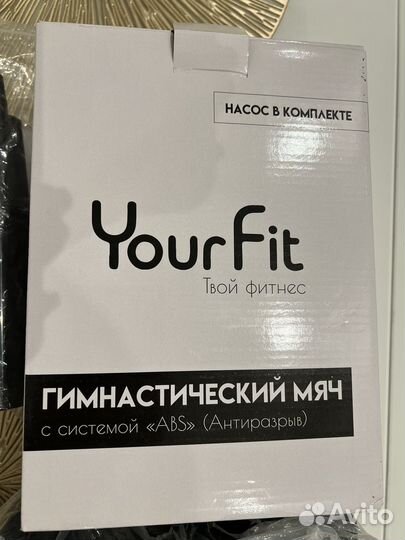 НАСОС В КОМПЛЕКТЕ
YourFit
Твой фитнес
ГИМНАСТИЧЕСКИЙ МЯЧ
с системой «ABS» (Антиразрыв)
Avito